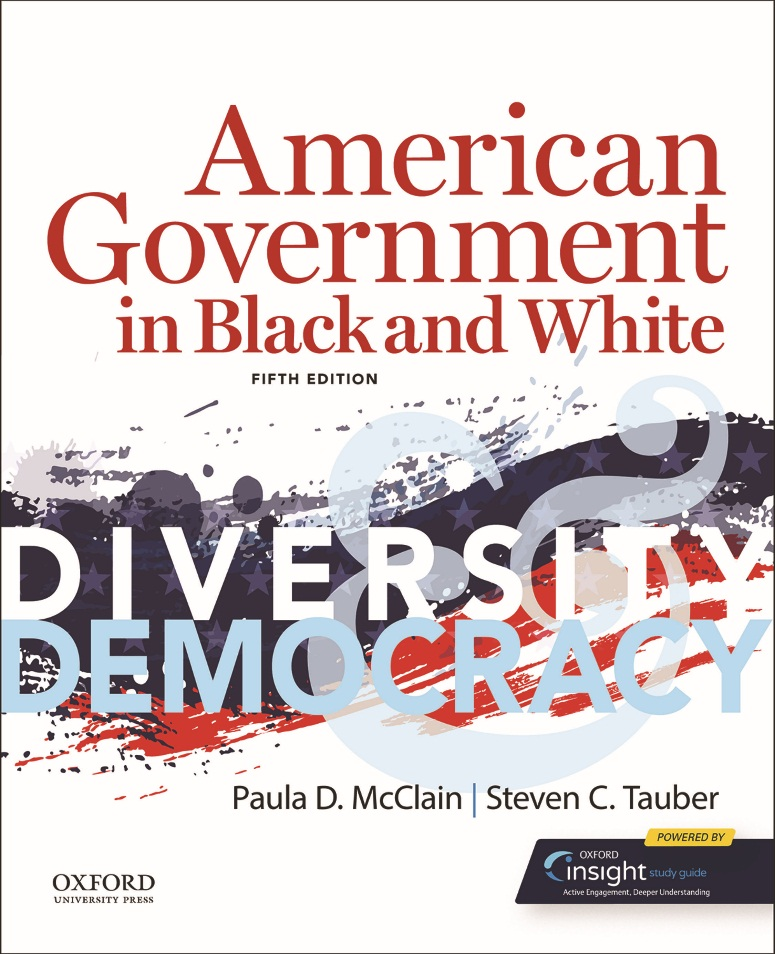 American
Government
in Black and White
FIFTH EDITION
&
DIVERSITY
DEMOCRACY
Paula D. McClain | Steven C. Tauber
POWERED BY
OXFORD
insight study guide
Active Engagement, Deeper Understanding
OXFORD
UNIVERSITY PRESS